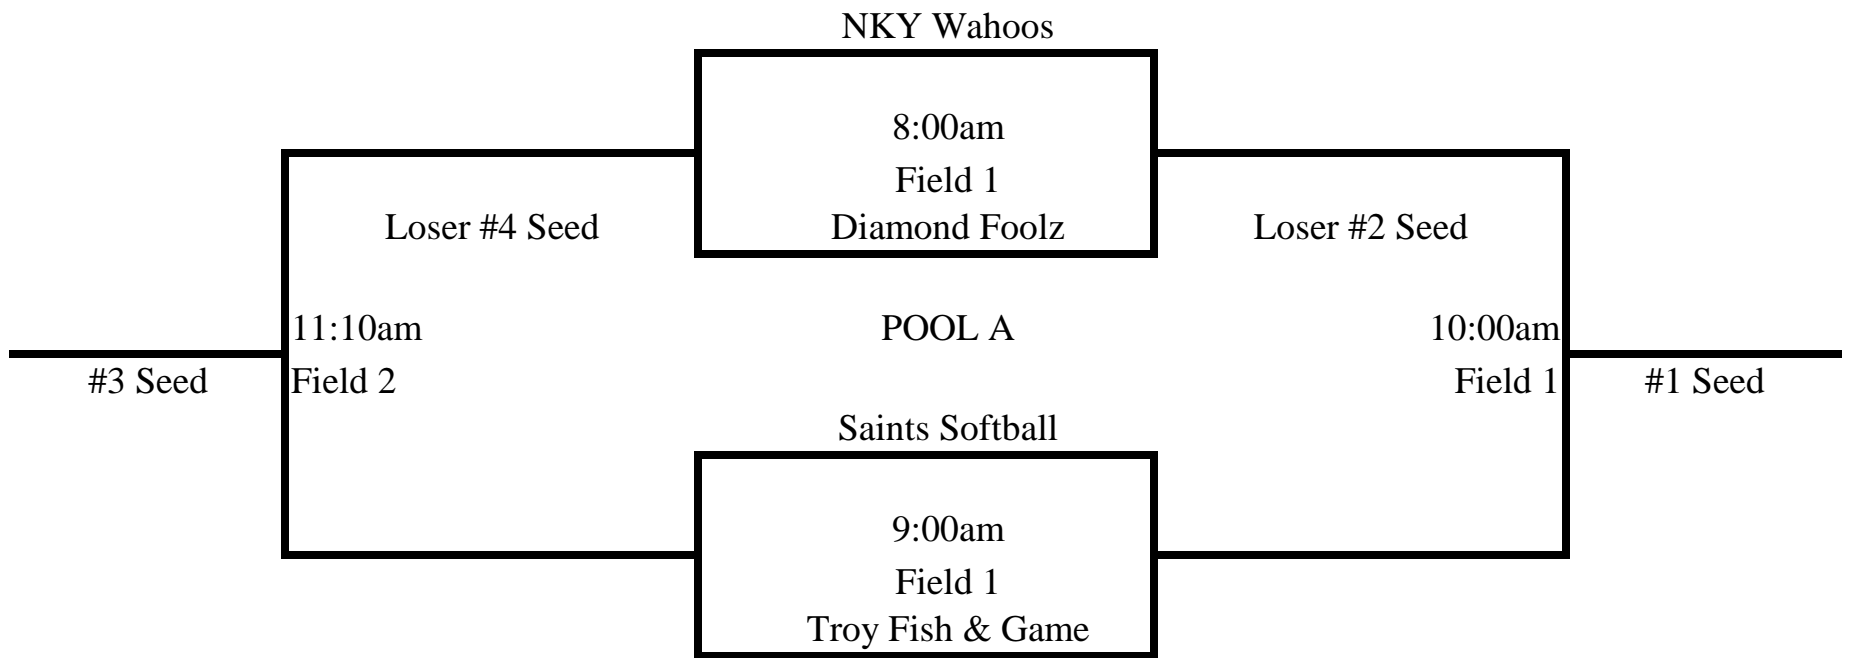 NKY Wahoos
8:00am
Field 1
Loser #4 Seed
Diamond Foolz
Loser #2 Seed
11:10am
POOL A
10:00am
#3 Seed
Field 2
Field 1
#1 Seed
Saints Softball
9:00am
Field 1
Troy Fish & Game